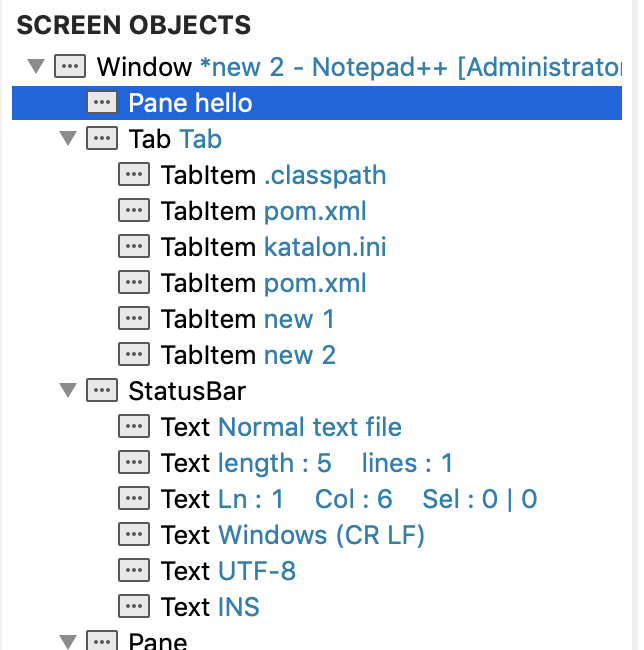 SCREEN OBJECTS
Window *new 2 - Notepad++ [Administrator
Pane hello
Tab Tab
TabItem .classpath
TabItem pom.xml
TabItem katalon.ini
TabItem pom.xml
TabItem new 1
TabItem new 2
StatusBar
Text Normal text file
Text length : 5    lines : 1
Text Ln : 1    Col : 6    Sel : 0 | 0
Text Windows (CR LF)
Text UTF-8
Text INS
Pane